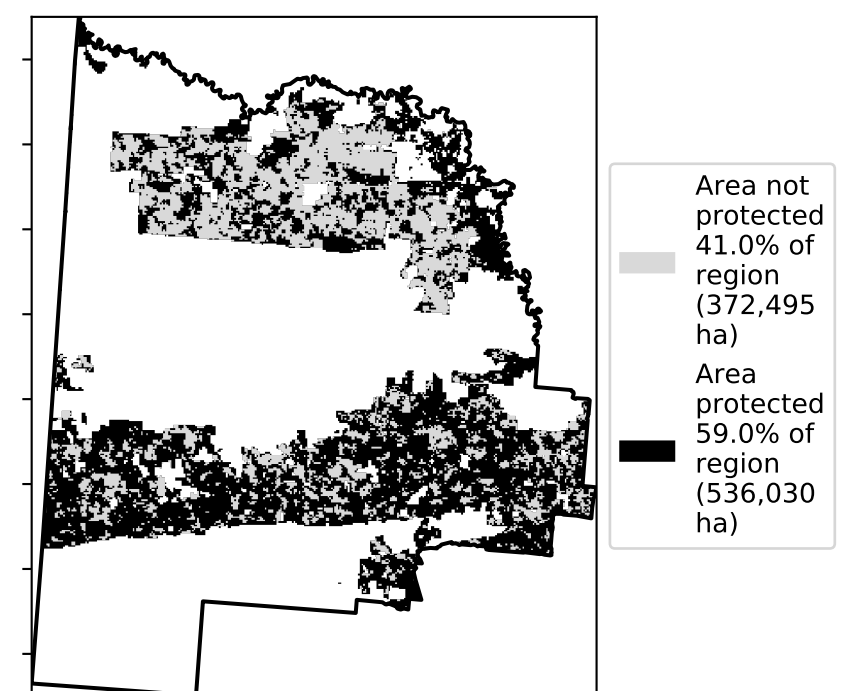 Area not
protected
41.0% of
region
(372,495
ha)
Area
protected
59.0% of
region
(536,030
ha)